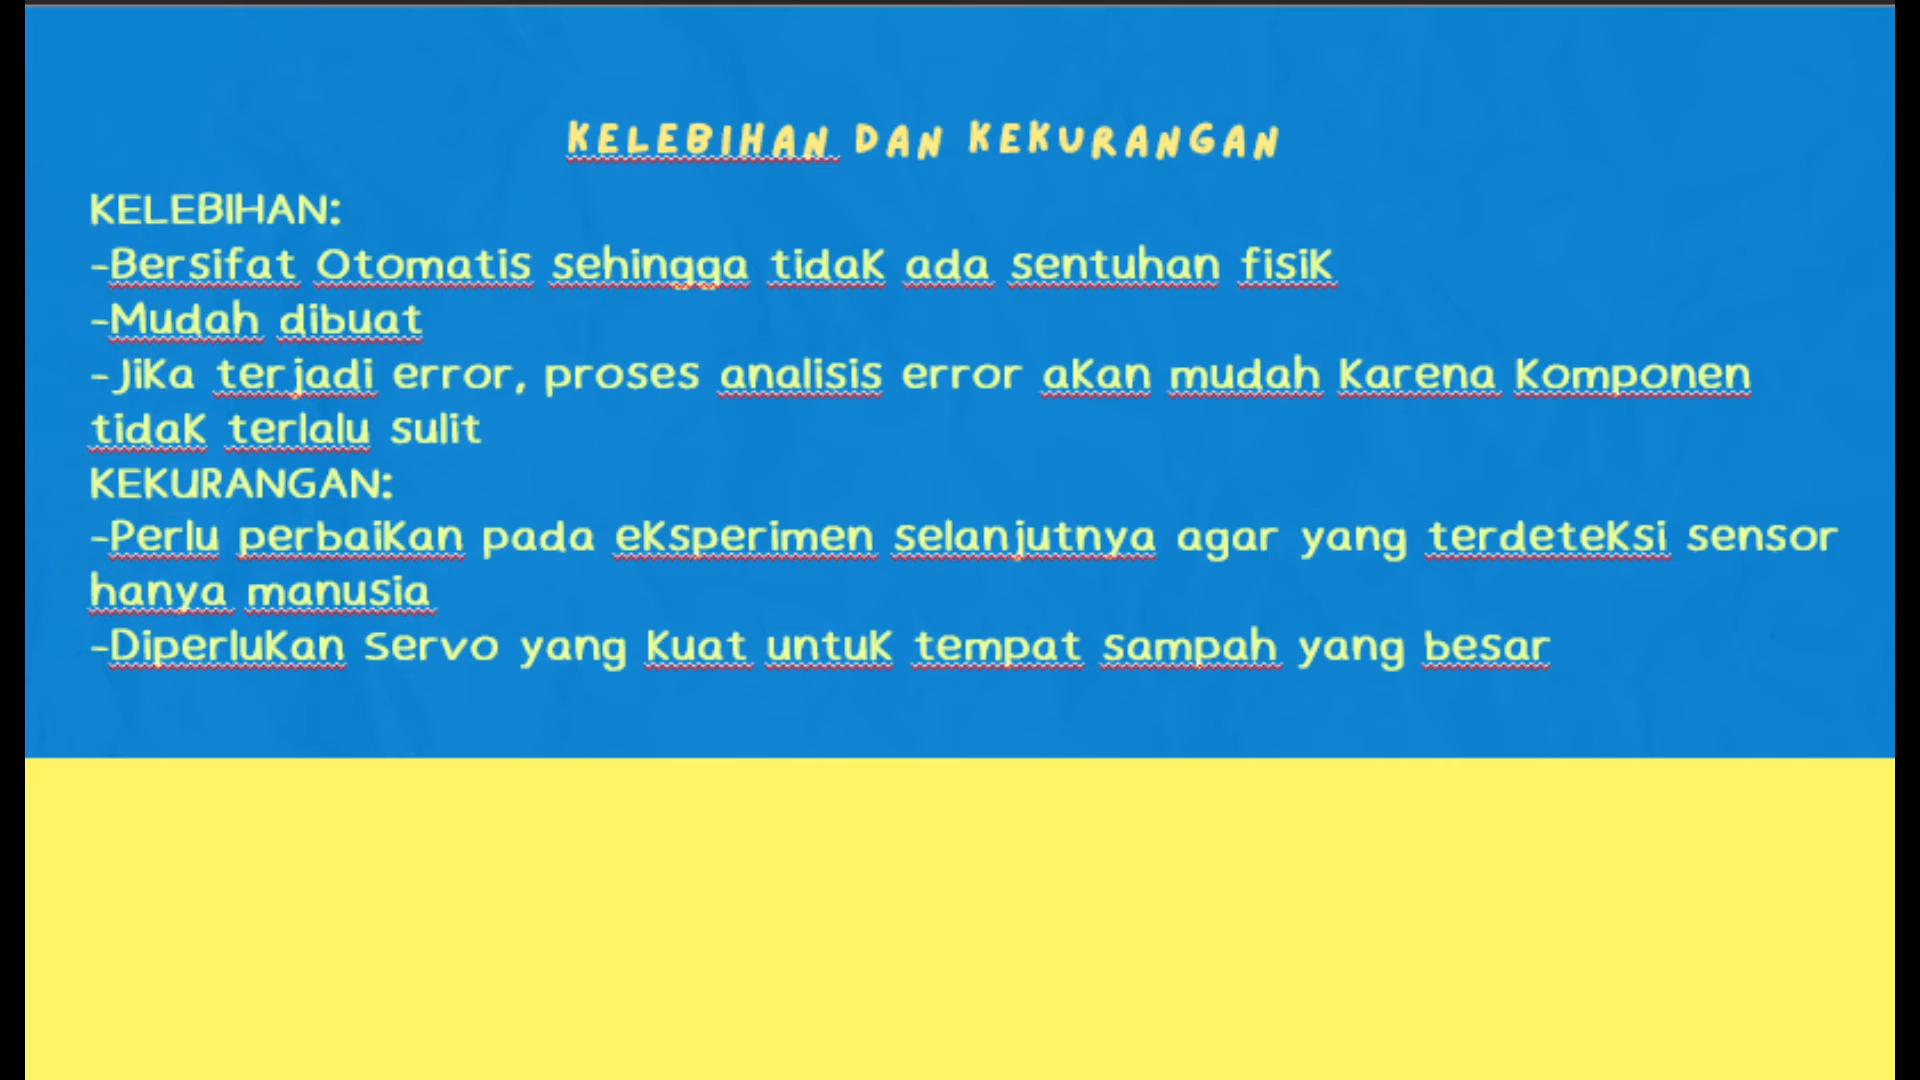 KELEBIHAN DAN KEKURANGAN
KELEBIHAN:
-Bersifat Otomatis sehingga tidak ada sentuhan fisik
-Mudah dibuat
-Jika terjadi error, proses analisis error akan mudah karena komponen
tidak terlalu sulit
KEKURANGAN:
-Perlu perbaikan pada eksperimen selanjutnya agar yang terdeteksi sensor
hanya manusia
-Diperlukan servo yang kuat untuk tempat sampah yang besar